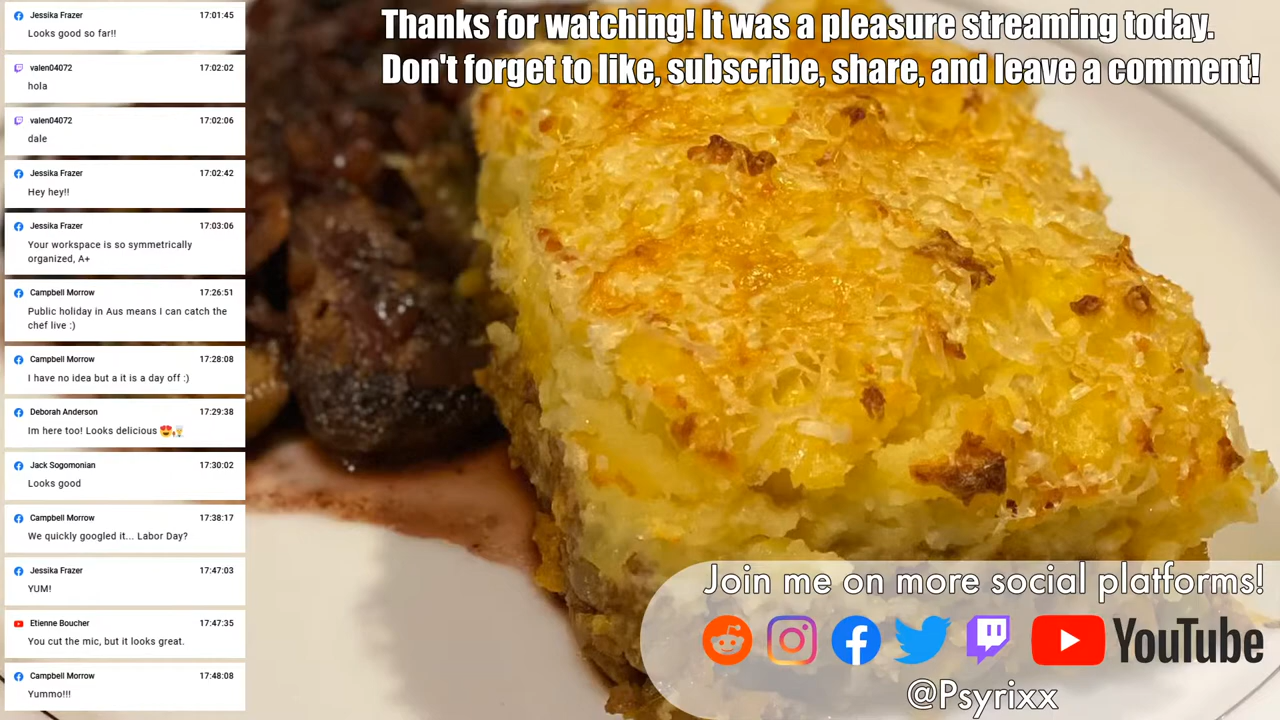 Jessika Frazer 17:01:45
Looks good so far!!
valen04072 17:02:02
hola
valen04072 17:02:06
dale
Jessika Frazer 17:02:42
Hey hey!!
Jessika Frazer 17:03:06
Your workspace is so symmetrically
organized, A+
Campbell Morrow 17:26:51
Public holiday in Aus means I can catch the
chef live :)
Campbell Morrow 17:28:08
I have no idea but a it is a day off :)
Deborah Anderson 17:29:38
Im here too! Looks delicious
Jack Sogomonian 17:30:02
Looks good
Campbell Morrow 17:38:17
We quickly googled it... Labor Day?
Jessika Frazer 17:47:03
YUM!
Etienne Boucher 17:47:35
You cut the mic, but it looks great.
Campbell Morrow 17:48:08
Yummo!!!
Thanks for watching! It was a pleasure streaming today.
Don't forget to like, subscribe, share, and leave a comment!
Join me on more social platforms!
YouTube
@Psyrixx